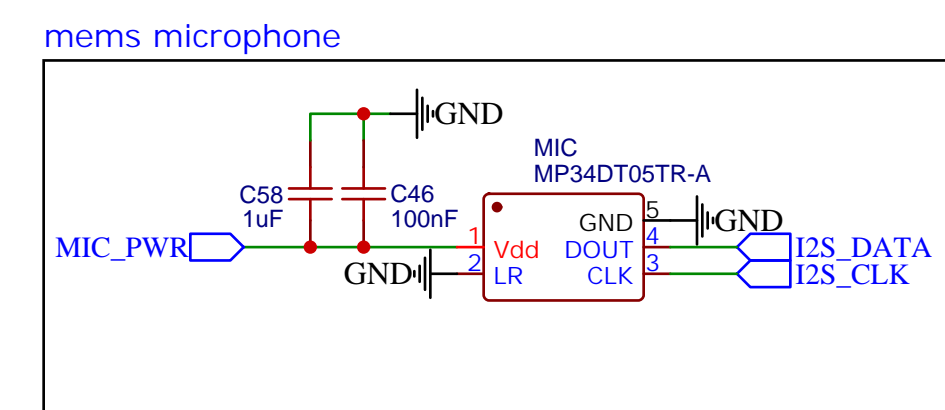 mems microphone
GND
MIC
MP34DT05TR-A
C58
1uF
C46
100nF
MIC_PWR
GND
1
2
Vdd
LR
GND
DOUT
CLK
5
4
3
GND
I2S_DATA
I2S_CLK